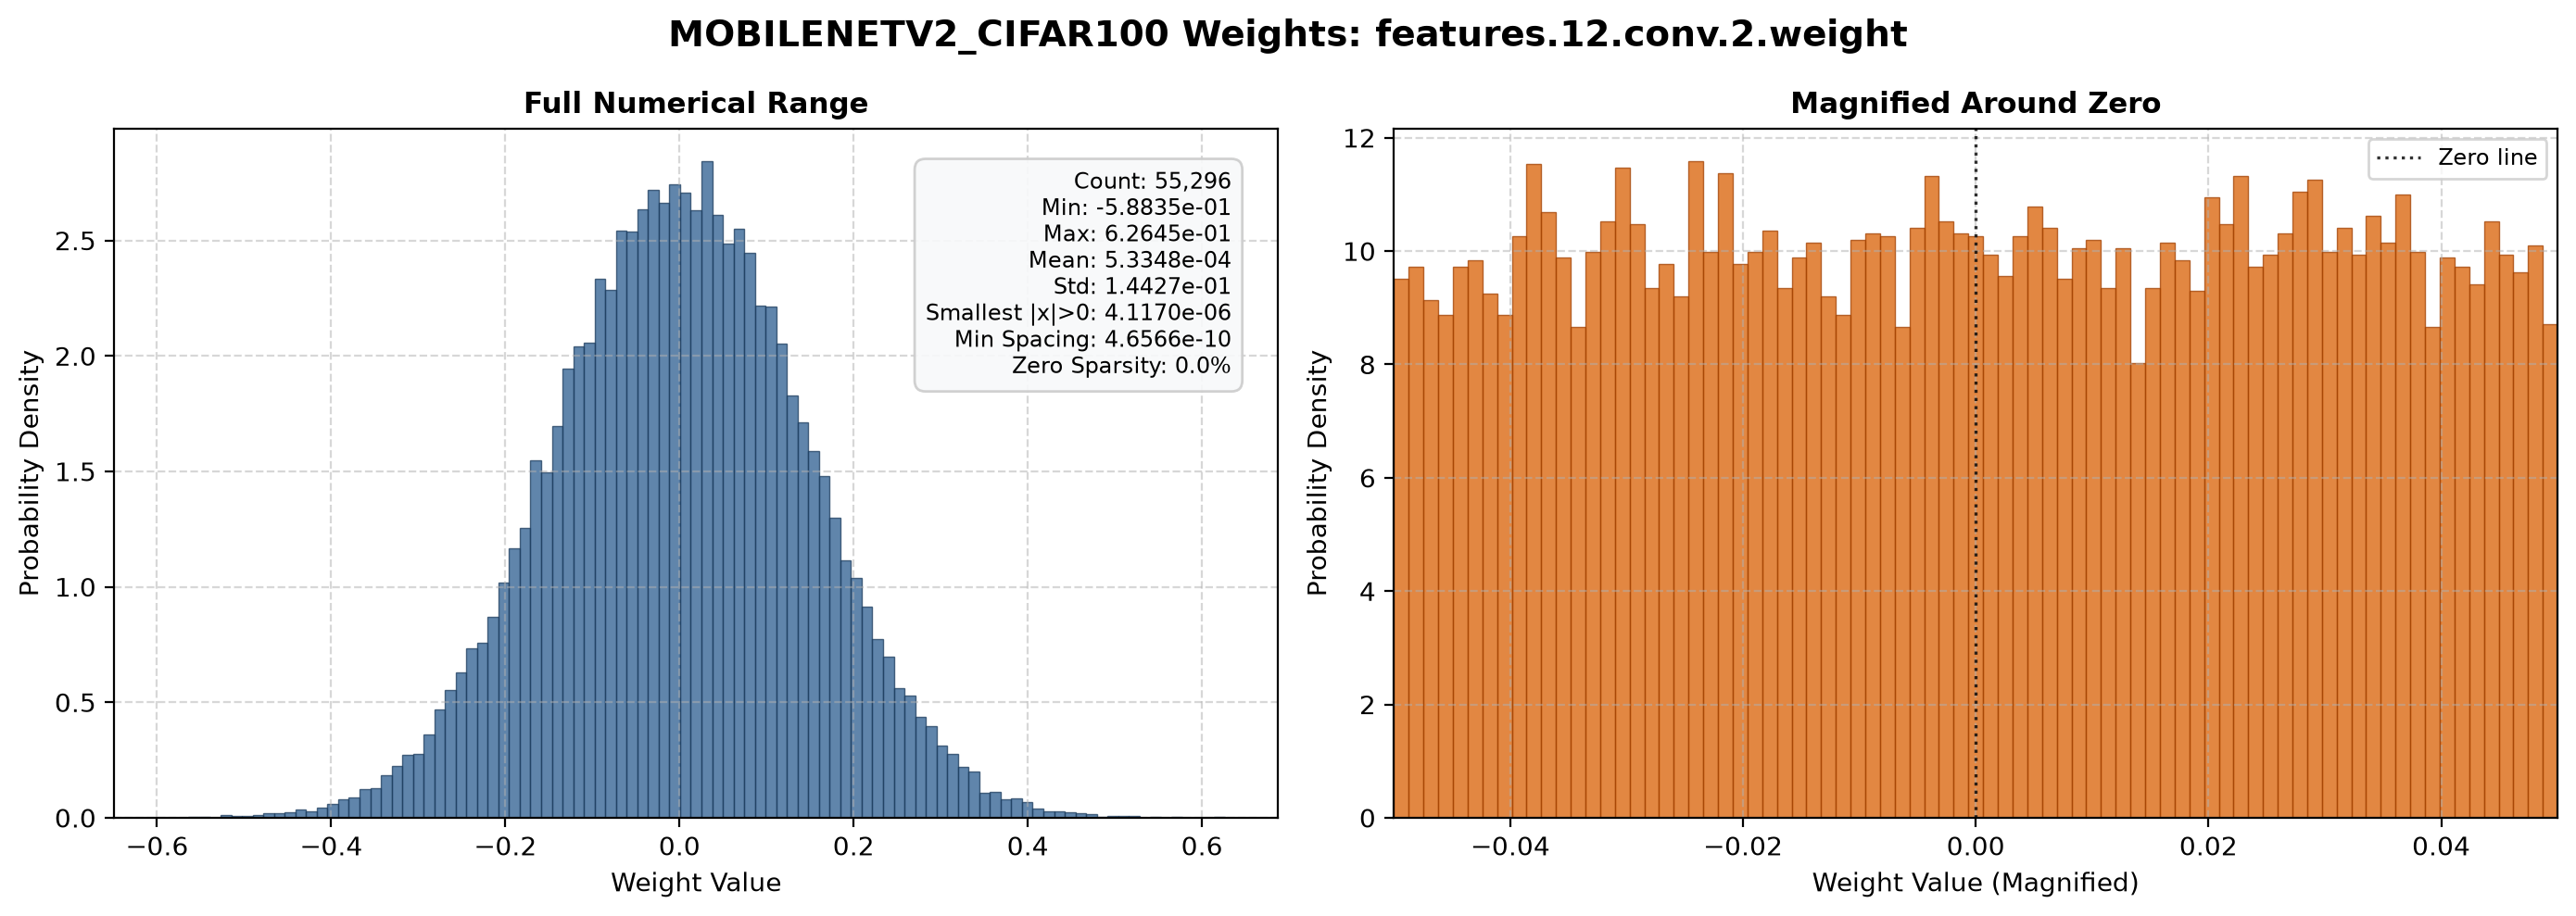 MOBILENETV2_CIFAR100 Weights: features.12.conv.2.weight
Full Numerical Range
Probability Density
2.5
2.0
1.5
1.0
0.5
0.0
−0.6
−0.4
−0.2
0.0
0.2
0.4
0.6
Weight Value
Count: 55,296
Min: -5.8835e-01
Max: 6.2645e-01
Mean: 5.3348e-04
Std: 1.4427e-01
Smallest |x|>0: 4.1170e-06
Min Spacing: 4.6566e-10
Zero Sparsity: 0.0%
Magnified Around Zero
Probability Density
12
10
8
6
4
2
0
−0.04
−0.02
0.00
0.02
0.04
Weight Value (Magnified)
Zero line